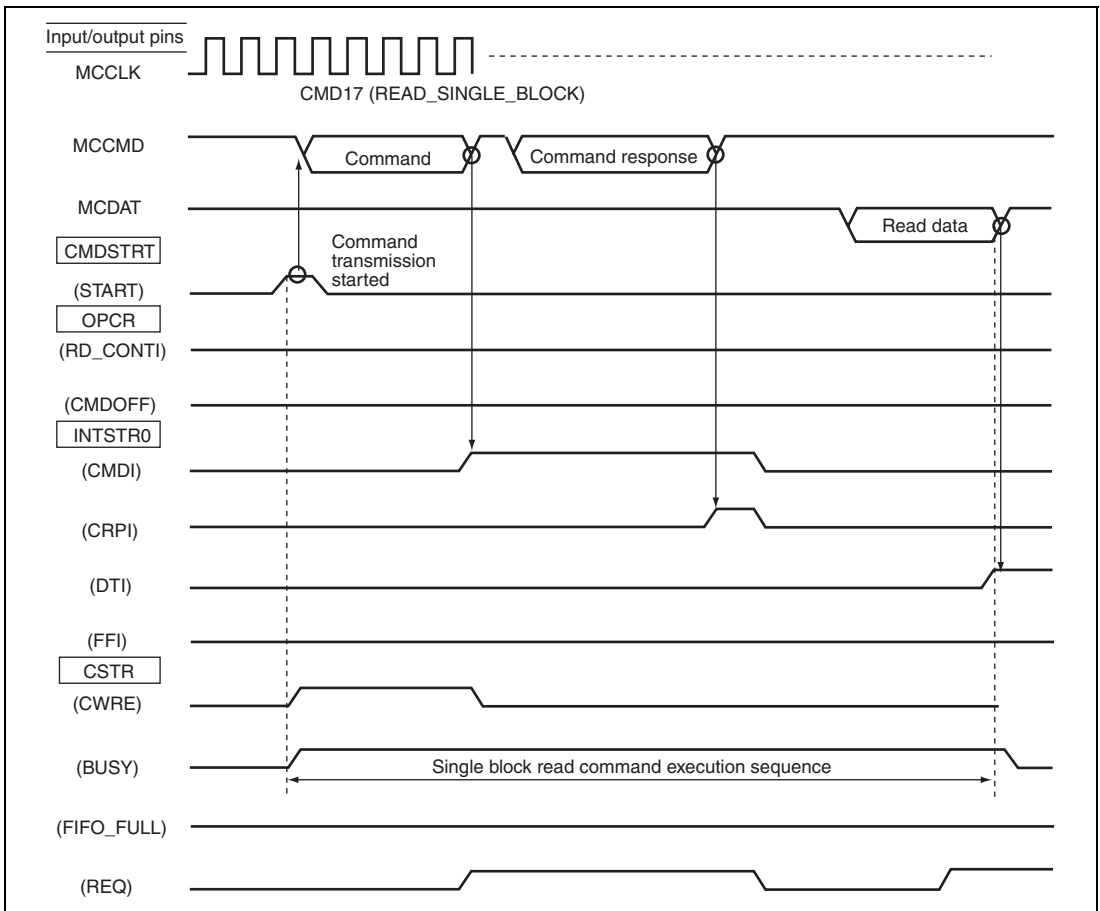 Input/output pins
MCCLK
CMD17 (READ_SINGLE_BLOCK)
MCCMD
Command
Command response
MCDAT
Read data
CMDSTRT
Command
transmission
started
(START)
OPCR
(RD_CONTI)
(CMDOFF)
INTSTR0
(CMDI)
(CRPI)
(DTI)
(FFI)
CSTR
(CWRE)
(BUSY)
Single block read command execution sequence
(FIFO_FULL)
(REQ)